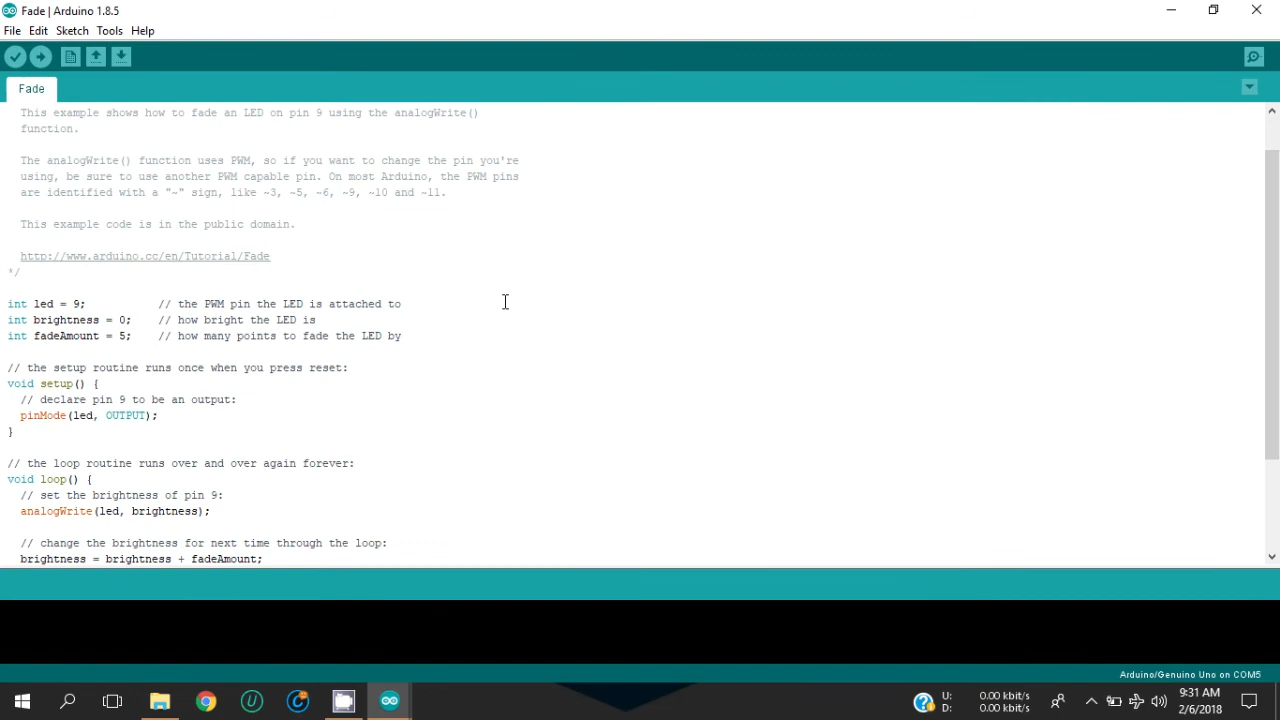 Fade | Arduino 1.8.5
File Edit Sketch Tools Help
Fade
This example shows how to fade an LED on pin 9 using the analogWrite()
function.
The analogWrite() function uses PWM, so if you want to change the pin you're
using, be sure to use another PWM capable pin. On most Arduino, the PWM pins
are identified with a "~" sign, like ~3, ~5, ~6, ~9, ~10 and ~11.
This example code is in the public domain.
http://www.arduino.cc/en/Tutorial/Fade
*/
int led = 9;           // the PWM pin the LED is attached to
int brightness = 0;    // how bright the LED is
int fadeAmount = 5;    // how many points to fade the LED by
// the setup routine runs once when you press reset:
void setup() {
// declare pin 9 to be an output:
pinMode(led, OUTPUT);
}
// the loop routine runs over and over again forever:
void loop() {
// set the brightness of pin 9:
analogWrite(led, brightness);
// change the brightness for next time through the loop:
brightness = brightness + fadeAmount;
Arduino/Genuino Uno on COM5
U: 0.00 kbit/s
D: 0.00 kbit/s
9:31 AM
2/6/2018